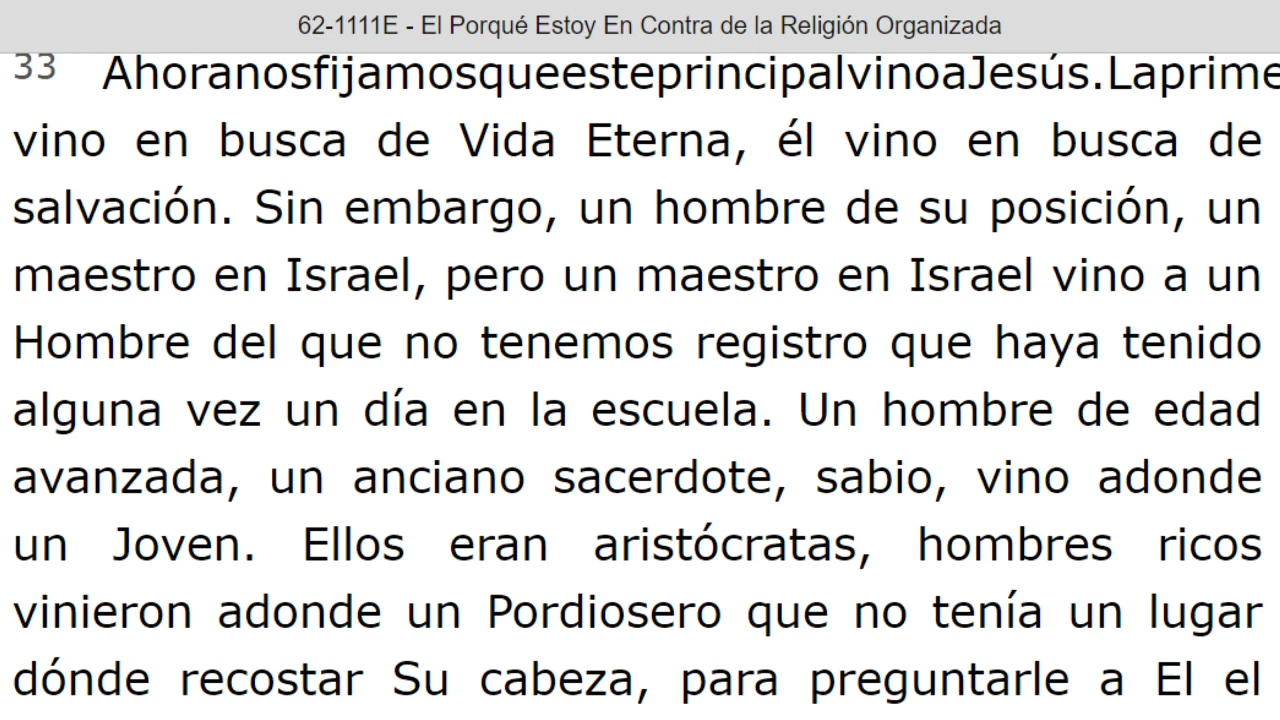 62-1111E - El Porqué Estoy En Contra de la Religión Organizada
33 AhoranosfijamosqueesteprincipalvinoaJesús.Laprime
vino en busca de Vida Eterna, él vino en busca de
salvación. Sin embargo, un hombre de su posición, un
maestro en Israel, pero un maestro en Israel vino a un
Hombre del que no tenemos registro que haya tenido
alguna vez un día en la escuela. Un hombre de edad
avanzada, un anciano sacerdote, sabio, vino adonde
un Joven. Ellos eran aristócratas, hombres ricos
vinieron adonde un Pordiosero que no tenía un lugar
dónde recostar Su cabeza, para preguntarle a El el